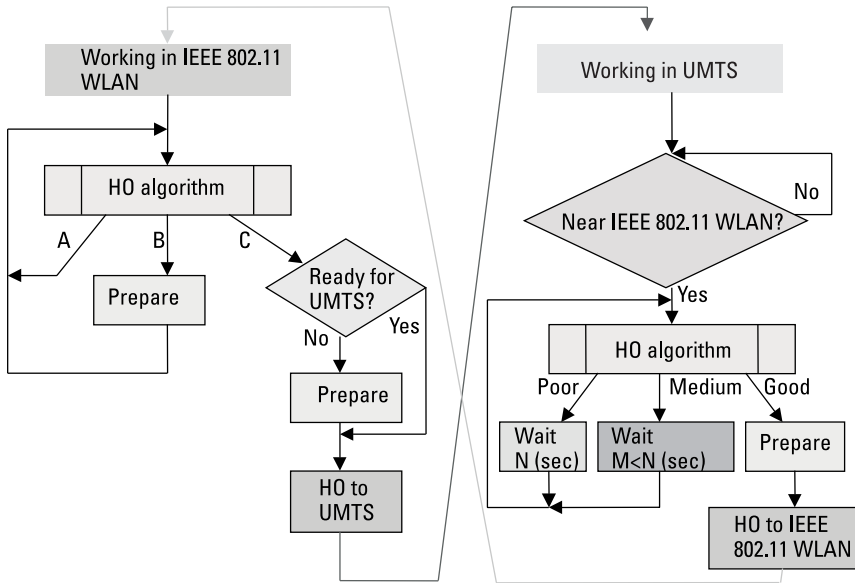 Working in IEEE 802.11
WLAN
HO algorithm
A
B
C
Prepare
Ready for
UMTS?
No
Yes
Prepare
HO to
UMTS
Working in UMTS
No
Near IEEE 802.11 WLAN?
Yes
HO algorithm
Poor
Medium
Good
Wait
N (sec)
Wait
M<N (sec)
Prepare
HO to IEEE
802.11 WLAN